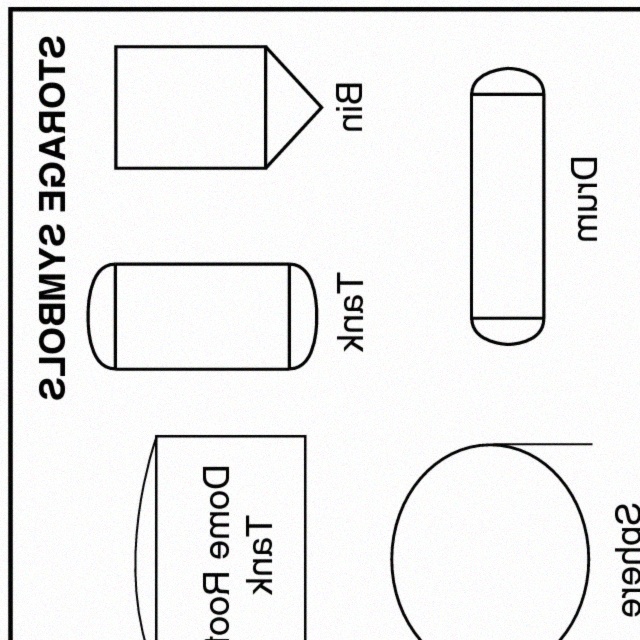 STORAGE SYMBOLS
Bin
Tank
Dome Roof
Tank
Drum
Sphere